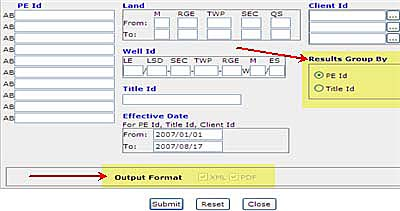 PE Id
Land
Client Id
M RGE TWP SEC QS
From:
To:
AB
AB
AB
AB
AB
AB
AB
AB
AB
...
...
...
Well Id
LE LSD SEC TWP RGE M ES
/ - - - W /
Results Group By
PE Id
Title Id
Title Id
Effective Date
For PE Id, Title Id, Client Id
From: 2007/01/01
To: 2007/08/17
Output Format XML PDF
Submit Reset Close